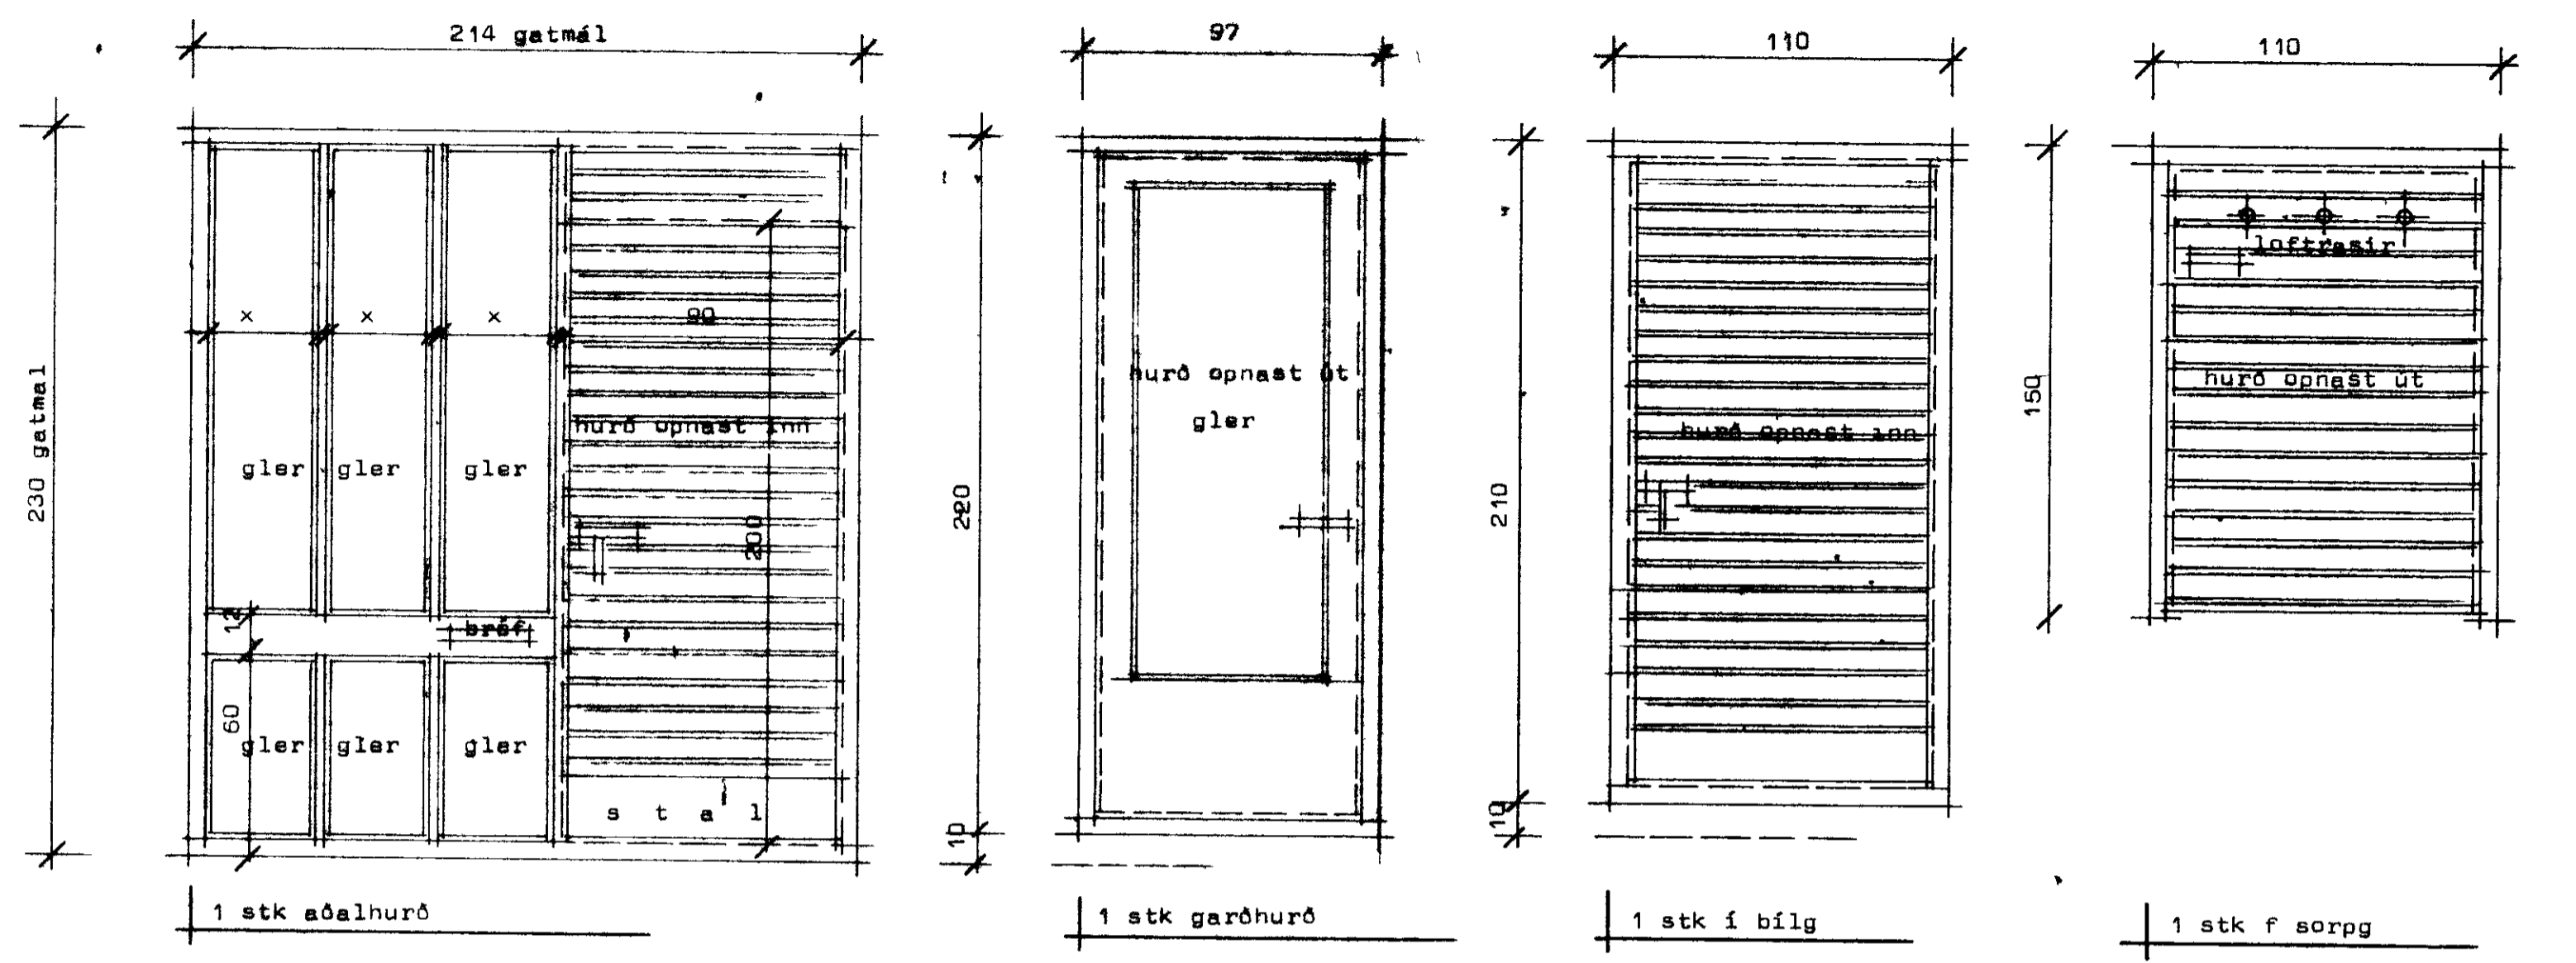 214 gatmál
97
110
110
230 gatmal
x x x
90
hurð opnast inn
gler gler gler
200
12
bréf
60
gler gler gler
stál
1 stk aðalhurð
220
10
hurð opnast út
gler
1 stk garðhurð
210
10
hurð opnast inn
1 stk í bílg
150
loftrasir
hurð opnast út
1 stk f sorpg